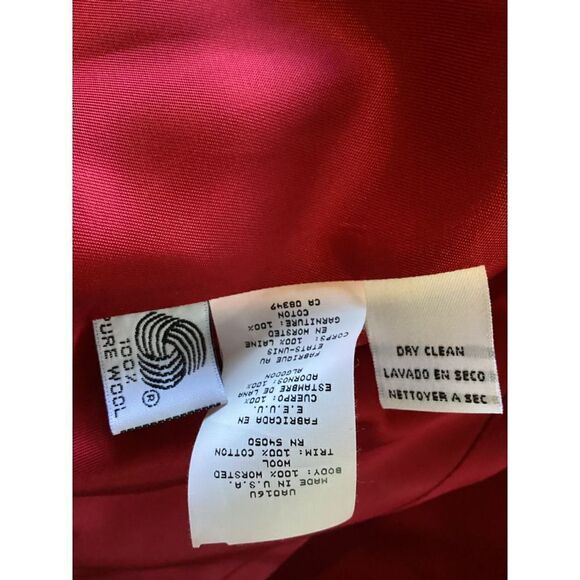 100%
PURE WOOL
®
UA016U
MADE IN U.S.A.
BODY: 100% WORSTED
WOOL
TRIM: 100% COTTON
RN 54050
FABRICADA EN
E.E.U.U.
CUERPO: 100%
ESTAMBRE DE LANA
ADORNOS: 100%
ALGODON
FABRIQUE AU
ETATS-UNIS
CORPS: 100% LAINE
EN WORSTED
GARNITURE: 100%
COTON
CA 08349
DRY CLEAN
LAVADO EN SECO
NETTOYER A SEC